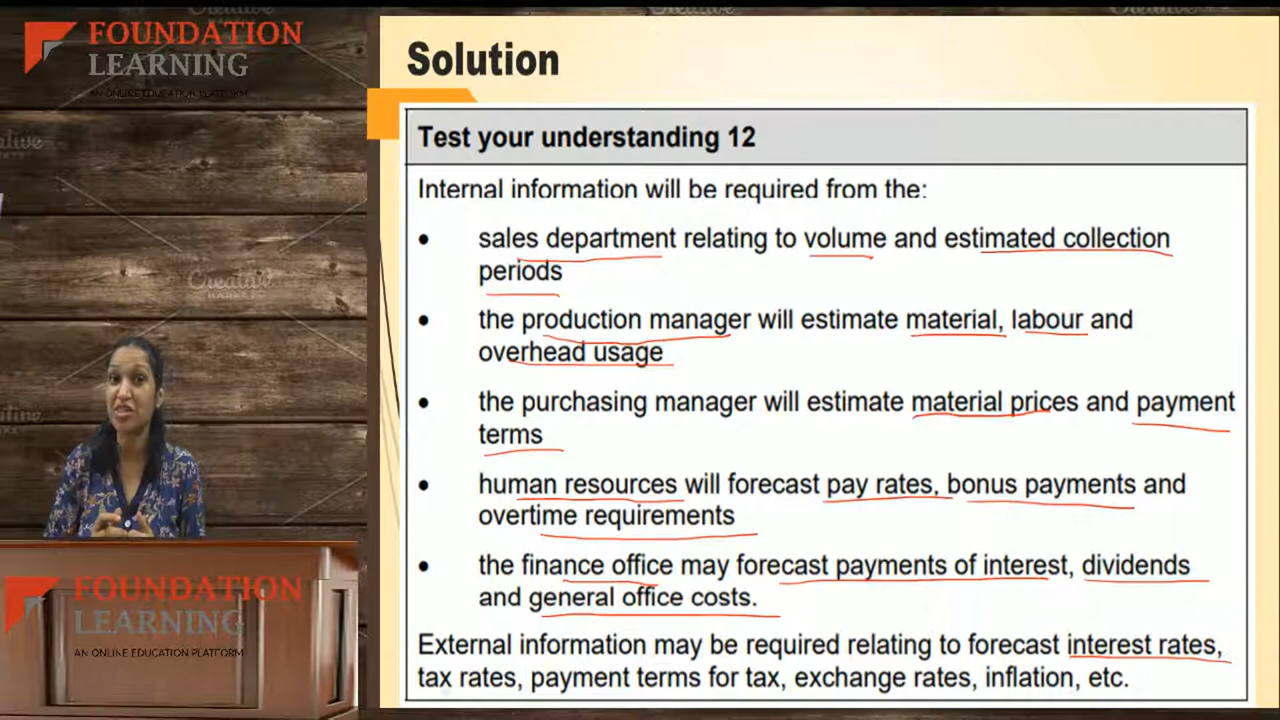 FOUNDATION
LEARNING
AN ONLINE EDUCATION PLATFORM
Solution
Test your understanding 12
Internal information will be required from the:
• sales department relating to volume and estimated collection
periods
• the production manager will estimate material, labour and
overhead usage
• the purchasing manager will estimate material prices and payment
terms
• human resources will forecast pay rates, bonus payments and
overtime requirements
• the finance office may forecast payments of interest, dividends
and general office costs.
External information may be required relating to forecast interest rates,
tax rates, payment terms for tax, exchange rates, inflation, etc.
Creative
MARKET
FOUNDATION
LEARNING
AN ONLINE EDUCATION PLATFORM